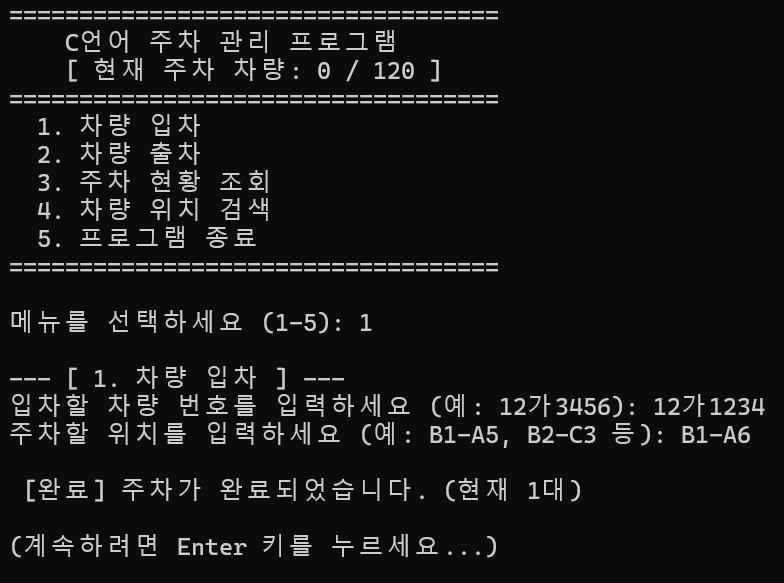 ===================================
    C언어 주차 관리 프로그램
    [ 현재 주차 차량: 0 / 120 ]
===================================
  1. 차량 입차
  2. 차량 출차
  3. 주차 현황 조회
  4. 차량 위치 검색
  5. 프로그램 종료
===================================
메뉴를 선택하세요 (1-5): 1
--- [ 1. 차량 입차 ] ---
입차할 차량 번호를 입력하세요 (예: 12가3456): 12가1234
주차할 위치를 입력하세요 (예: B1-A5, B2-C3 등): B1-A6
 [완료] 주차가 완료되었습니다. (현재 1대)
(계속하려면 Enter 키를 누르세요...)